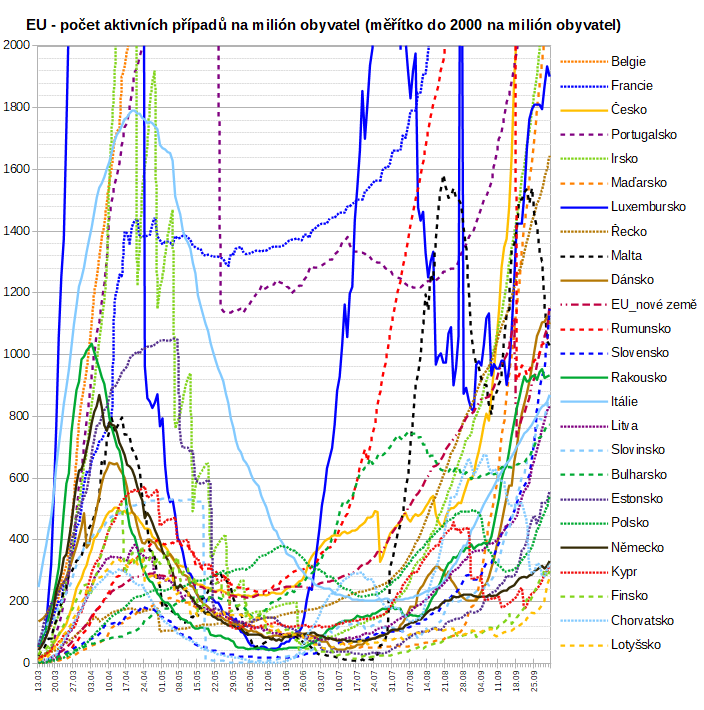 EU - počet aktivních případů na milión obyvatel (měřítko do 2000 na milión obyvatel)
2000
1800
1600
1400
1200
1000
800
600
400
200
0
13.03
20.03
27.03
03.04
10.04
17.04
24.04
01.05
08.05
15.05
22.05
29.05
05.06
12.06
19.06
26.06
03.07
10.07
17.07
24.07
31.07
07.08
14.08
21.08
28.08
04.09
11.09
18.09
25.09
Belgie
Francie
Česko
Portugalsko
Irsko
Maďarsko
Luxembursko
Řecko
Malta
Dánsko
EU_nové země
Rumunsko
Slovensko
Rakousko
Itálie
Litva
Slovinsko
Bulharsko
Estonsko
Polsko
Německo
Kypr
Finsko
Chorvatsko
Lotyšsko